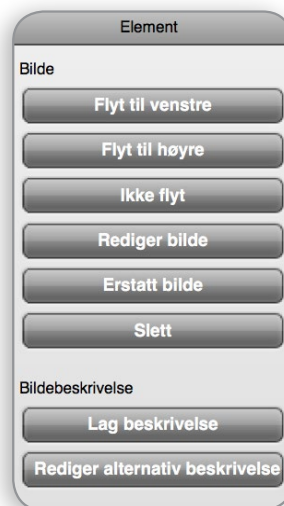 Element
Bilde
Flyt til venstre
Flyt til høyre
Ikke flyt
Rediger bilde
Erstatt bilde
Slett
Bildebeskrivelse
Lag beskrivelse
Rediger alternativ beskrivelse